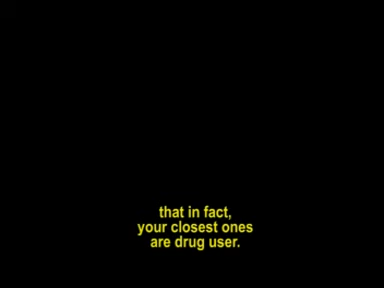 that in fact,
your closest ones
are drug user.